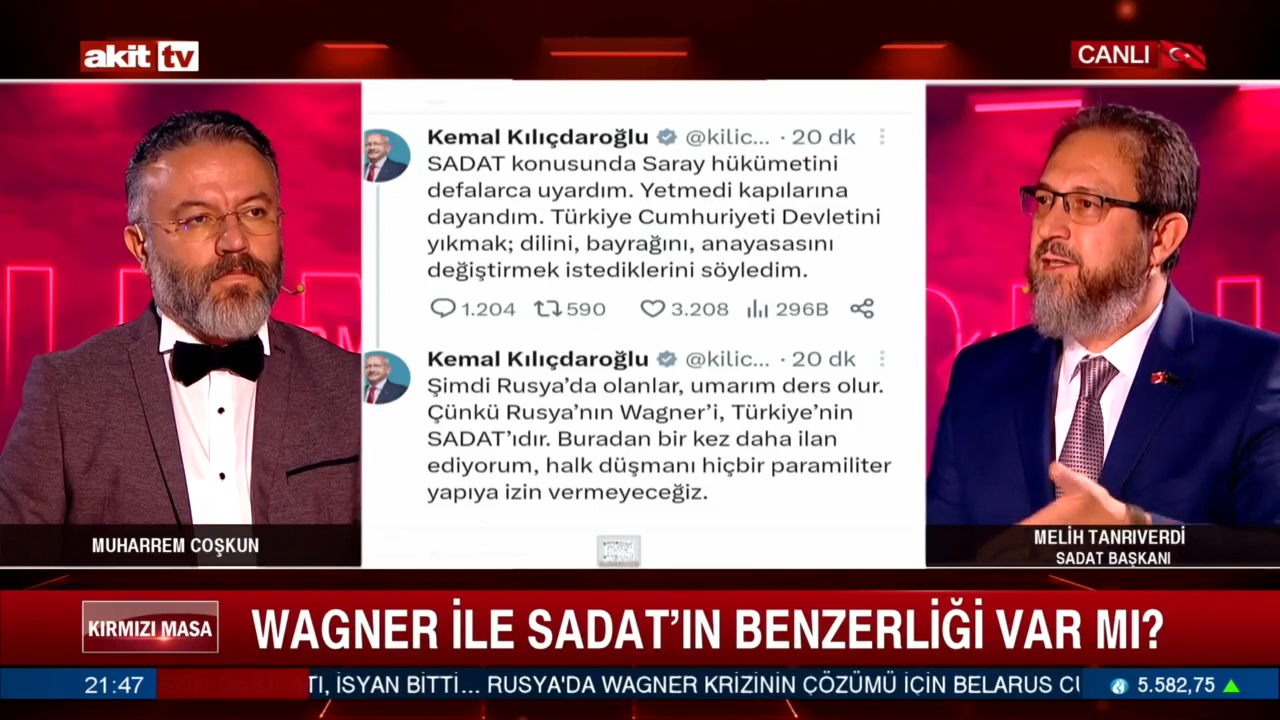 akit tv
CANLI
Kemal Kılıçdaroğlu @kilic... · 20 dk
SADAT konusunda Saray hükümetini
defalarca uyardım. Yetmedi kapılarına
dayandım. Türkiye Cumhuriyeti Devletini
yıkmak; dilini, bayrağını, anayasasını
değiştirmek istediklerini söyledim.
1.204 590 3.208 296B
Kemal Kılıçdaroğlu @kilic... · 20 dk
Şimdi Rusya'da olanlar, umarım ders olur.
Çünkü Rusya'nın Wagner'i, Türkiye'nin
SADAT'ıdır. Buradan bir kez daha ilan
ediyorum, halk düşmanı hiçbir paramiliter
yapıya izin vermeyeceğiz.
MUHARREM COŞKUN
MELİH TANRIVERDİ
SADAT BAŞKANI
KIRMIZI MASA
WAGNER İLE SADAT'IN BENZERLİĞİ VAR MI?
21:47
TI, İSYAN BİTTİ... RUSYA'DA WAGNER KRİZİNİN ÇÖZÜMÜ İÇİN BELARUS CU
5.582,75